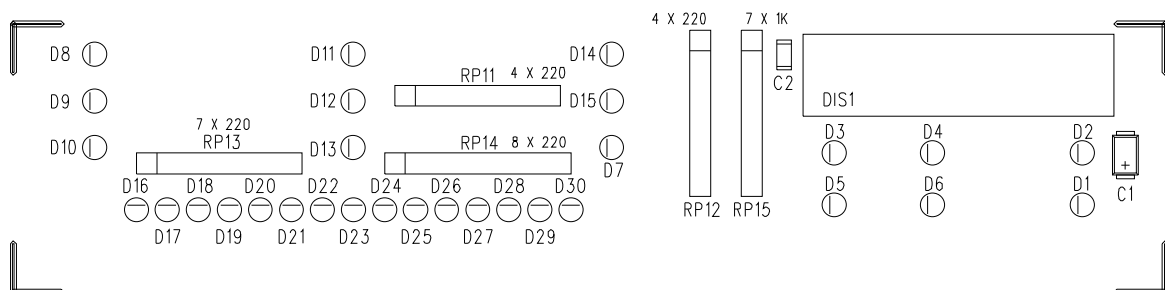 4 X 220 7 X 1K
D8 D11 D14 C2
RP11 4 X 220
D9 D12 D15 DIS1
7 X 220
D10 RP13 D13 RP14 8 X 220 D7 D3 D4 D2
D16 D18 D20 D22 D24 D26 D28 D30 RP12 RP15 D5 D6 D1 + C1
D17 D19 D21 D23 D25 D27 D29